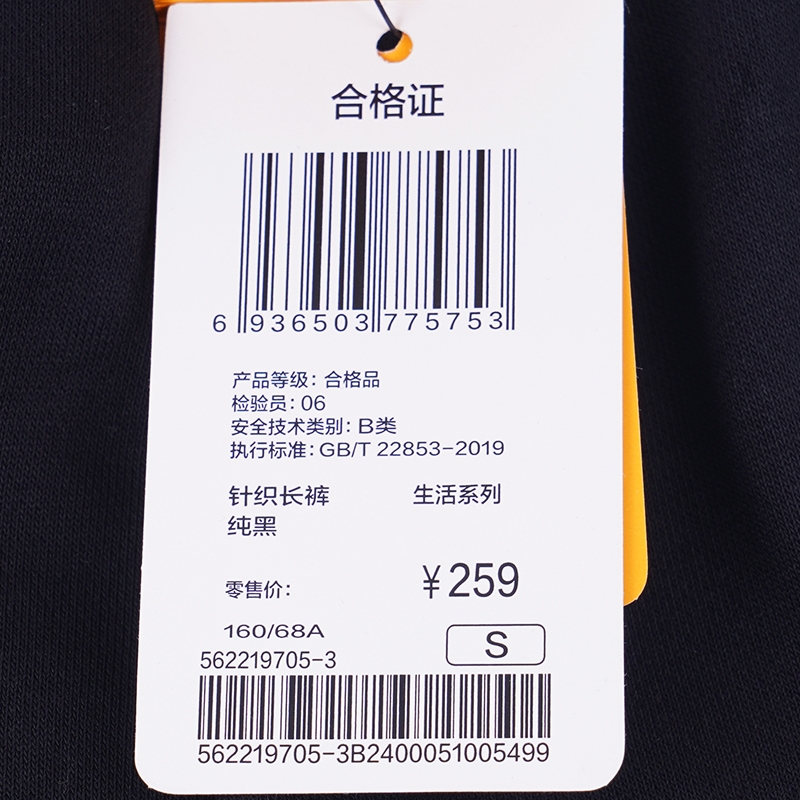 合格证
6 936503 775753
产品等级: 合格品
检验员: 06
安全技术类别: B类
执行标准: GB/T 22853-2019
针织长裤 生活系列
纯黑
零售价: ¥259
160/68A
S
562219705-3
562219705-3B2400051005499